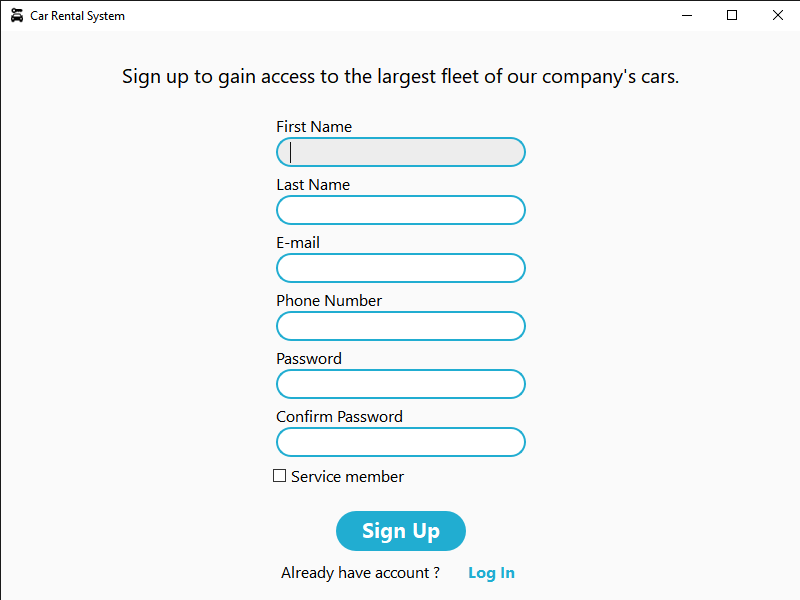 Car Rental System
Sign up to gain access to the largest fleet of our company's cars.
First Name
Last Name
E-mail
Phone Number
Password
Confirm Password
Service member
Sign Up
Already have account ? Log In